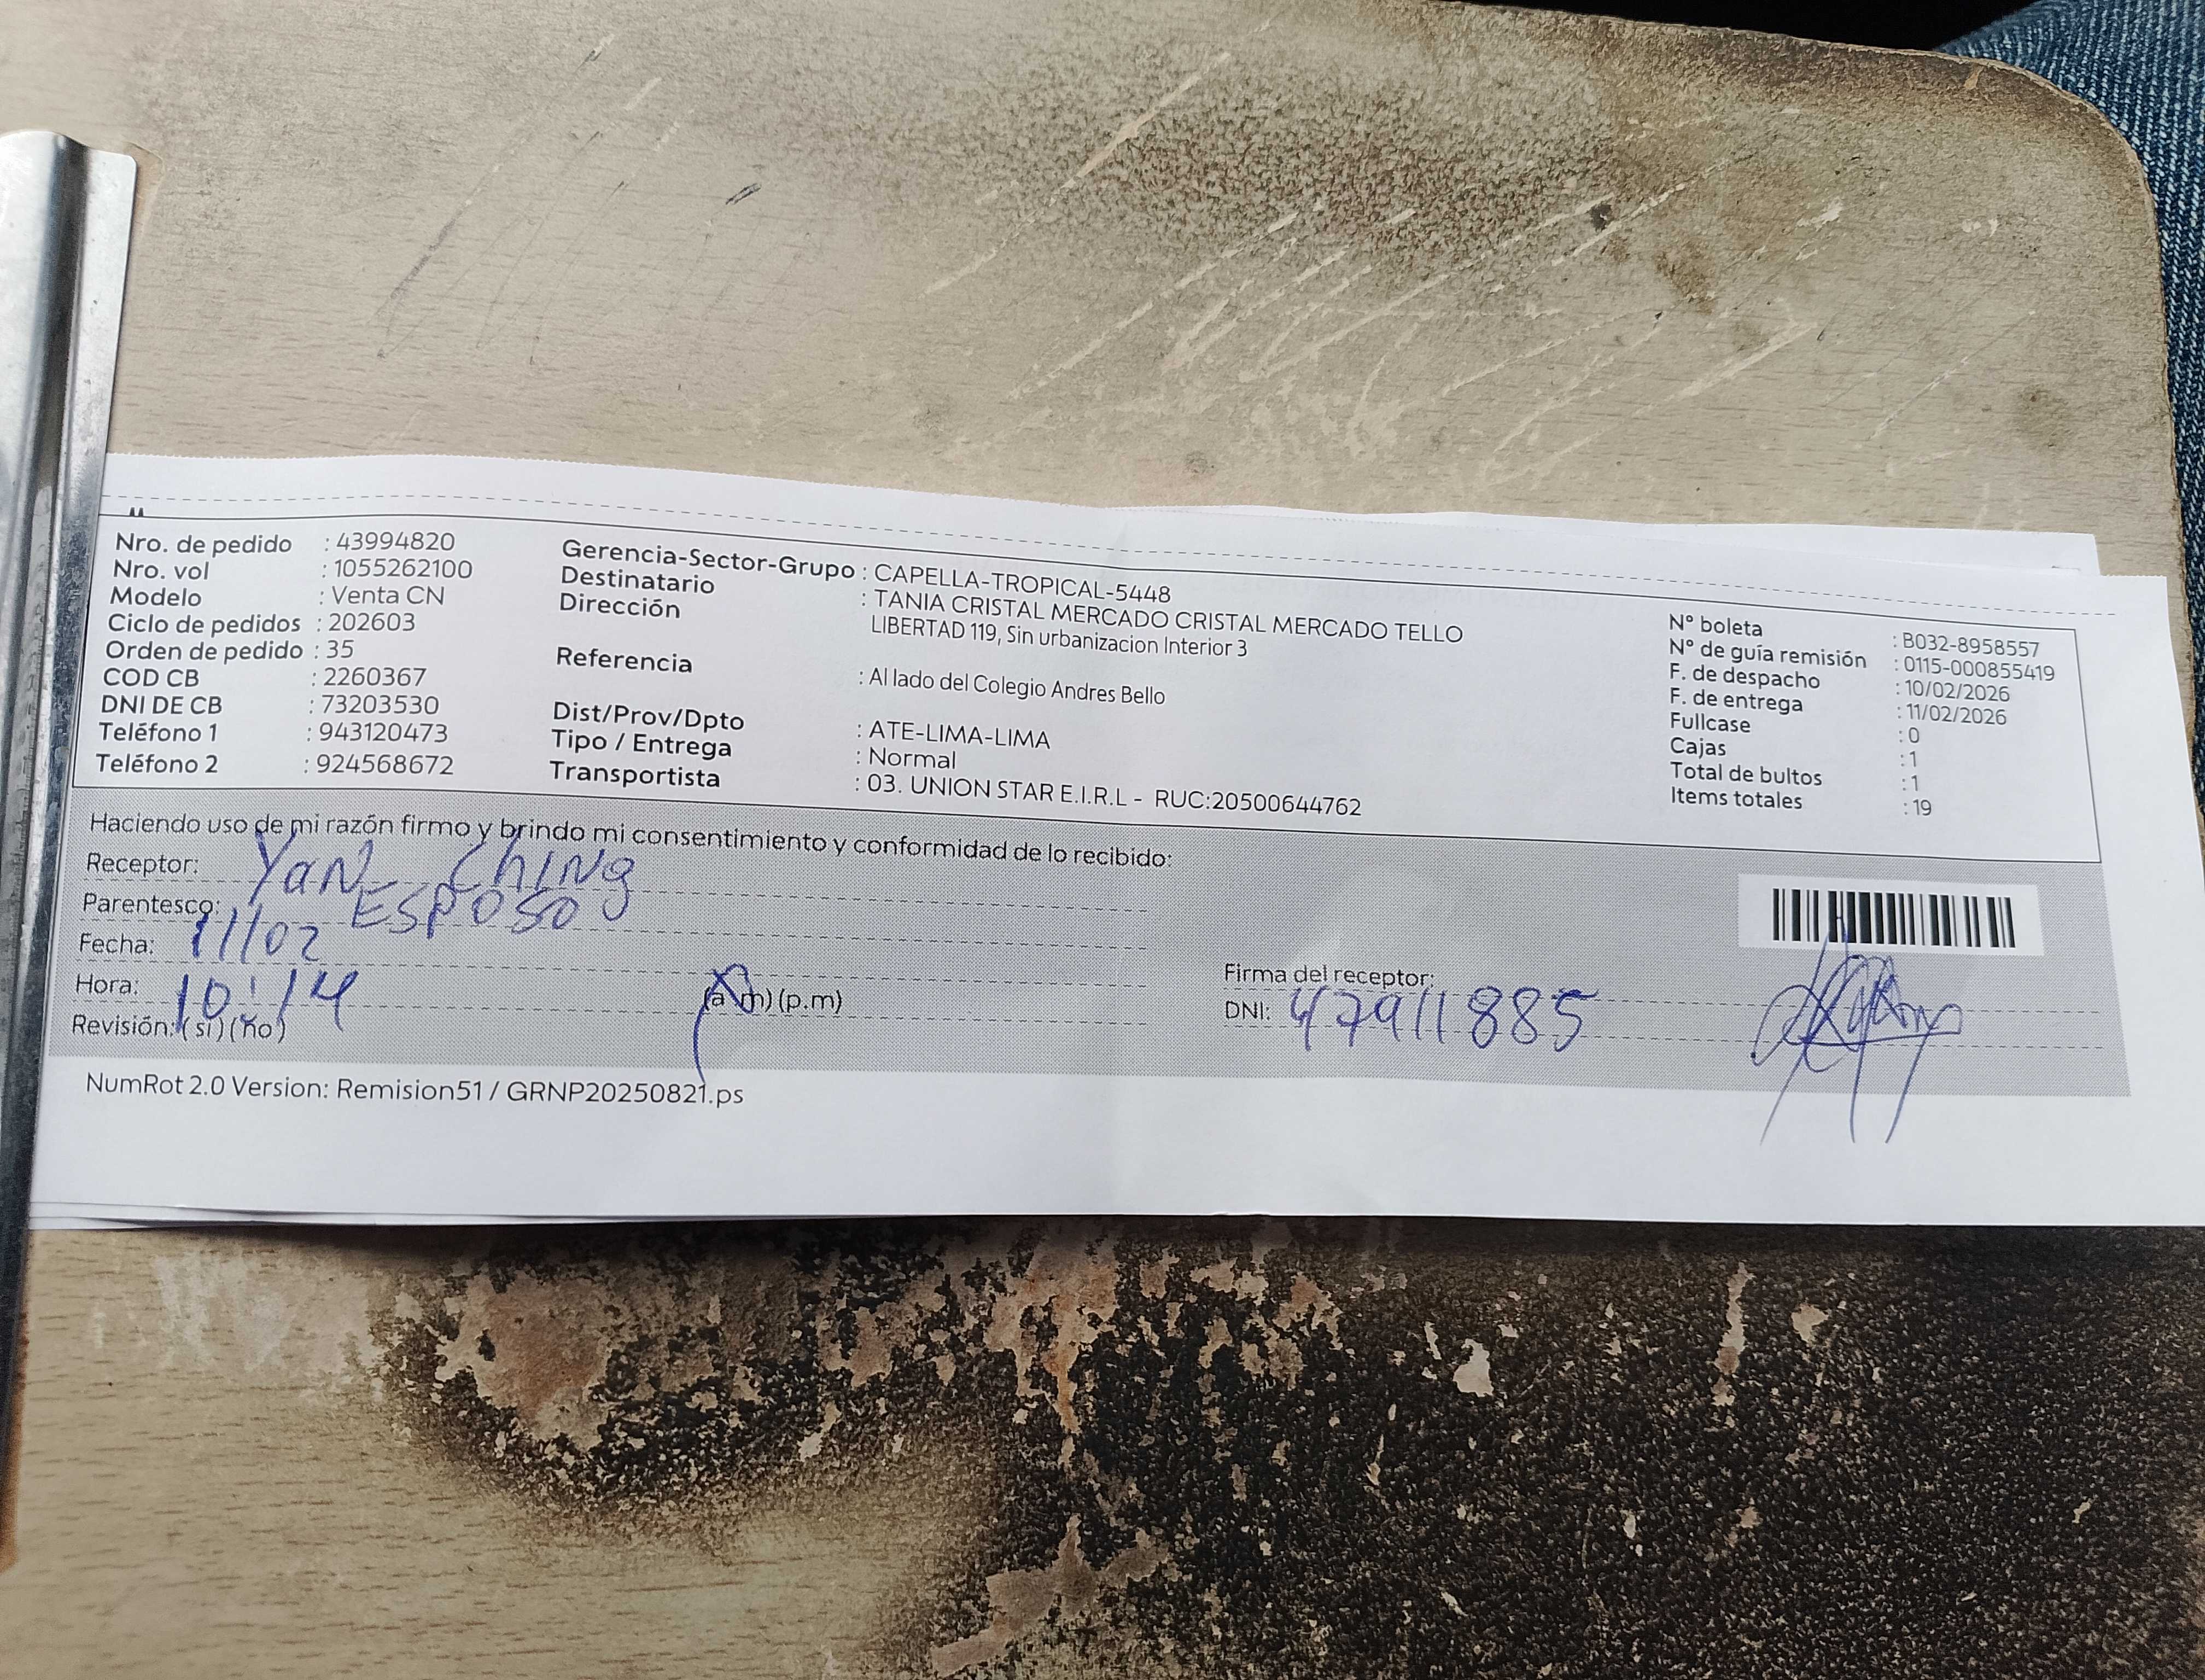 Nro. de pedido : 43994820
Nro. vol : 1055262100
Modelo : Venta CN
Ciclo de pedidos : 202603
Orden de pedido : 35
COD CB : 2260367
DNI DE CB : 73203530
Teléfono 1 : 943120473
Teléfono 2 : 924568672
Gerencia-Sector-Grupo : CAPELLA-TROPICAL-5448
Destinatario : TANIA CRISTAL MERCADO CRISTAL MERCADO TELLO
Dirección LIBERTAD 119, Sin urbanizacion Interior 3
Referencia : Al lado del Colegio Andres Bello
Dist/Prov/Dpto : ATE-LIMA-LIMA
Tipo / Entrega : Normal
Transportista : 03. UNION STAR E.I.R.L - RUC:20500644762
N° boleta : B032-8958557
N° de guía remisión : 0115-000855419
F. de despacho : 10/02/2026
F. de entrega : 11/02/2026
Fullcase : 0
Cajas : 1
Total de bultos : 1
Items totales : 19
Haciendo uso de mi razón firmo y brindo mi consentimiento y conformidad de lo recibido:
Receptor: YaN ChINg
Parentesco: ESPOSO
Fecha: 11/02
Hora: 10:14 (a.m) (p.m)
Revisión: (si) (no)
Firma del receptor:
DNI: 47911885
NumRot 2.0 Version: Remision51 / GRNP20250821.ps